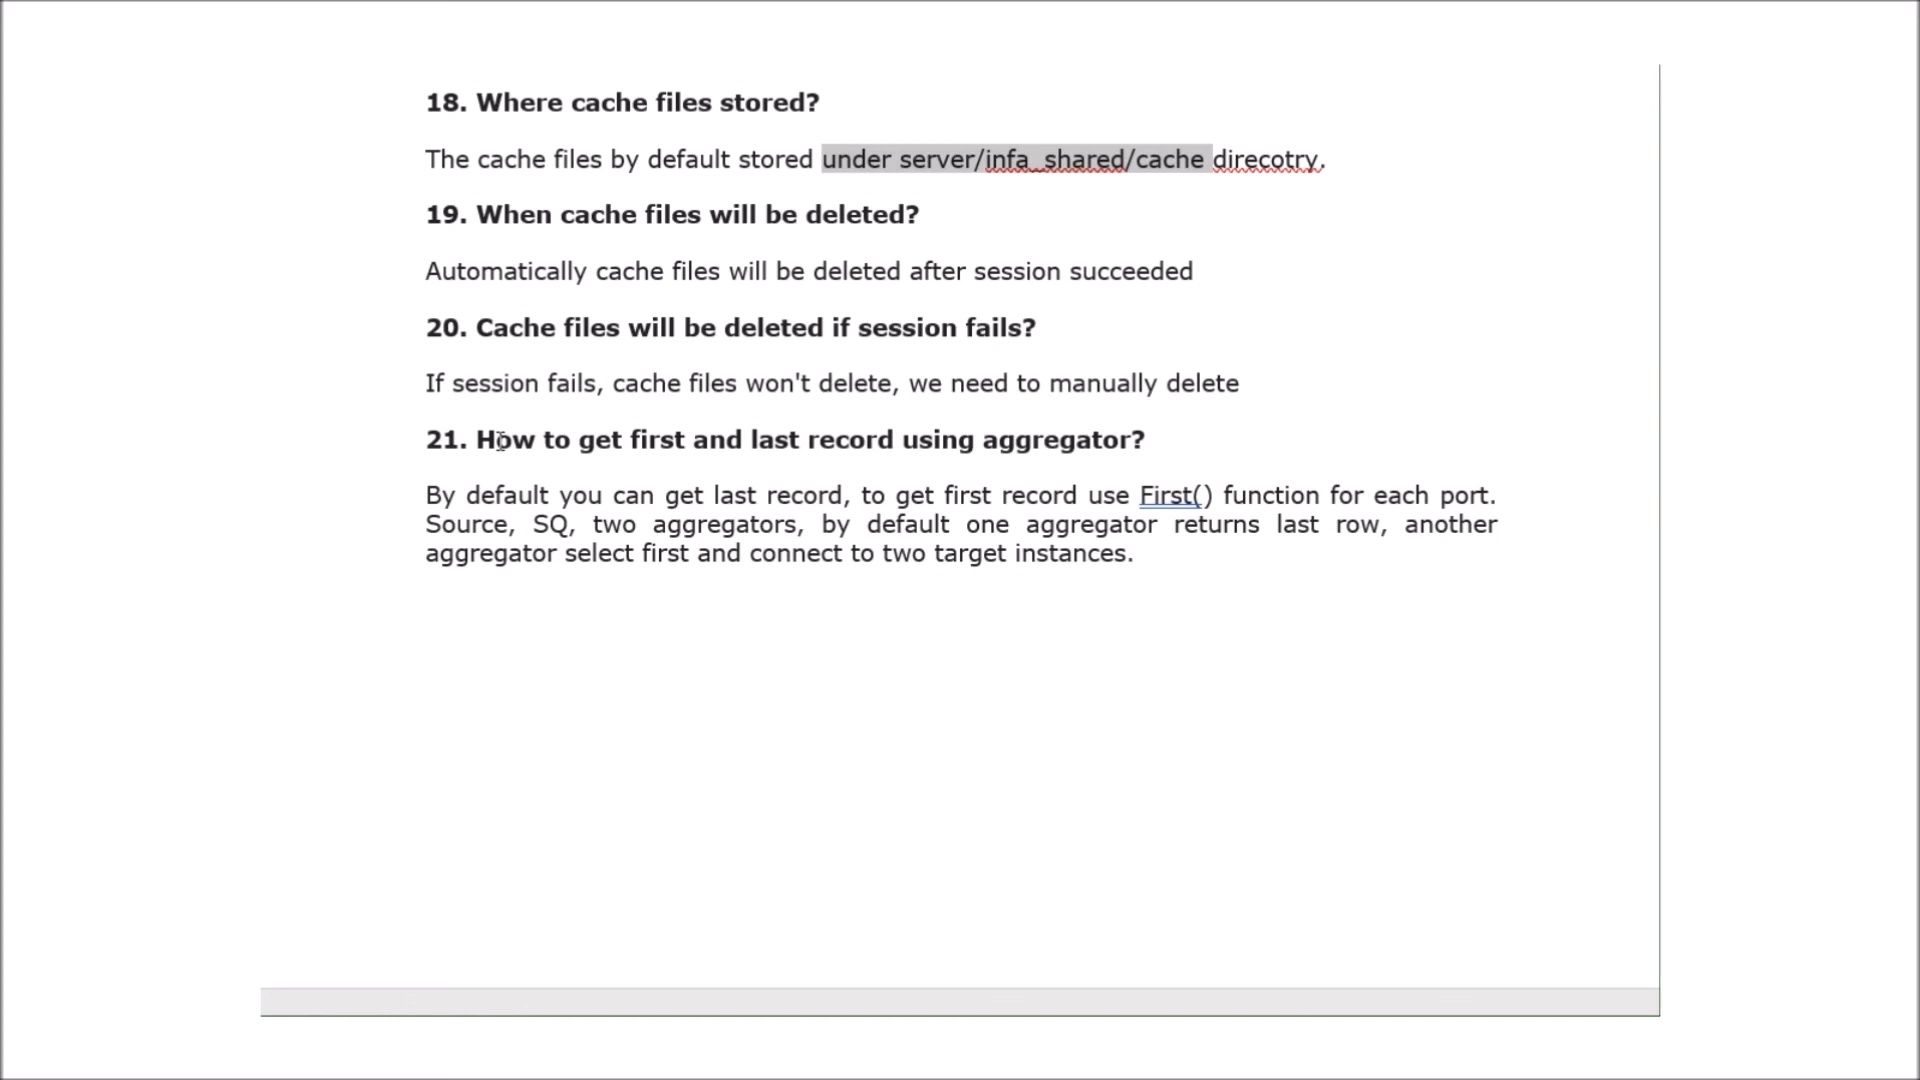 18. Where cache files stored?
The cache files by default stored under server/infa_shared/cache direcotry.
19. When cache files will be deleted?
Automatically cache files will be deleted after session succeeded
20. Cache files will be deleted if session fails?
If session fails, cache files won't delete, we need to manually delete
21. How to get first and last record using aggregator?
By default you can get last record, to get first record use First() function for each port.
Source, SQ, two aggregators, by default one aggregator returns last row, another
aggregator select first and connect to two target instances.